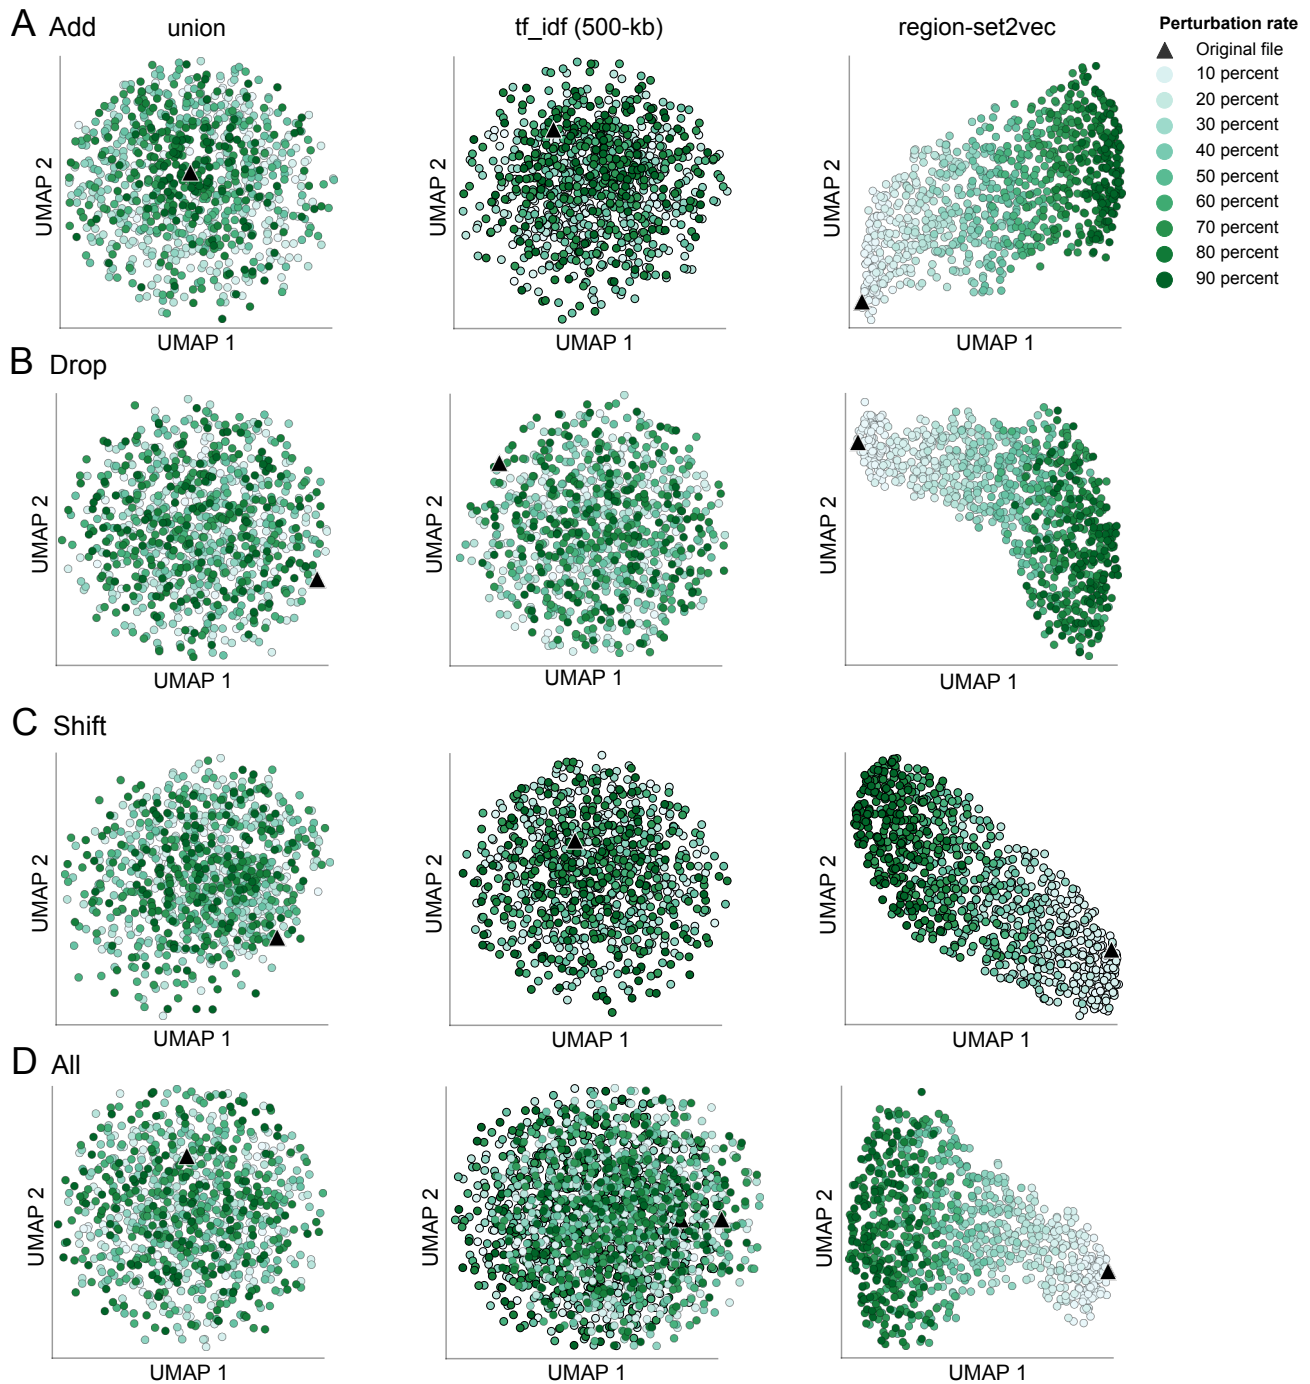 A Add
union
tf_idf (500-kb)
region-set2vec
Perturbation rate
Original file
10 percent
20 percent
30 percent
40 percent
50 percent
60 percent
70 percent
80 percent
90 percent
UMAP 2
UMAP 2
UMAP 2
UMAP 1
UMAP 1
UMAP 1
B Drop
UMAP 2
UMAP 2
UMAP 2
UMAP 1
UMAP 1
UMAP 1
C Shift
UMAP 2
UMAP 2
UMAP 2
UMAP 1
UMAP 1
UMAP 1
D All
UMAP 2
UMAP 2
UMAP 2
UMAP 1
UMAP 1
UMAP 1